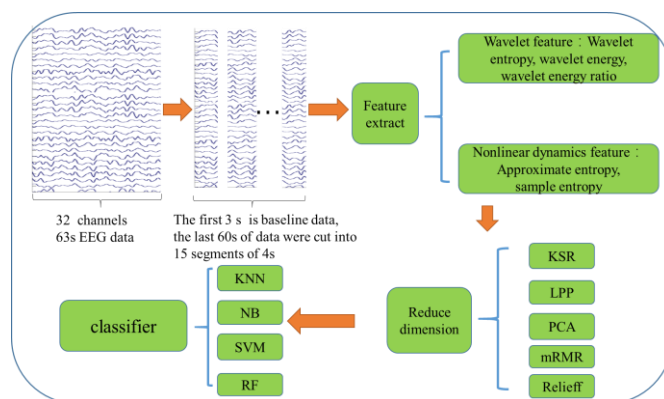 Wavelet feature：Wavelet
entropy, wavelet energy,
wavelet energy ratio
Feature
extract
Nonlinear dynamics feature：
Approximate entropy,
sample entropy
32 channels
63s EEG data
The first 3 s is baseline data,
the last 60s of data were cut into
15 segments of 4s
KSR
LPP
PCA
mRMR
Relieff
Reduce
dimension
KNN
NB
SVM
RF
classifier